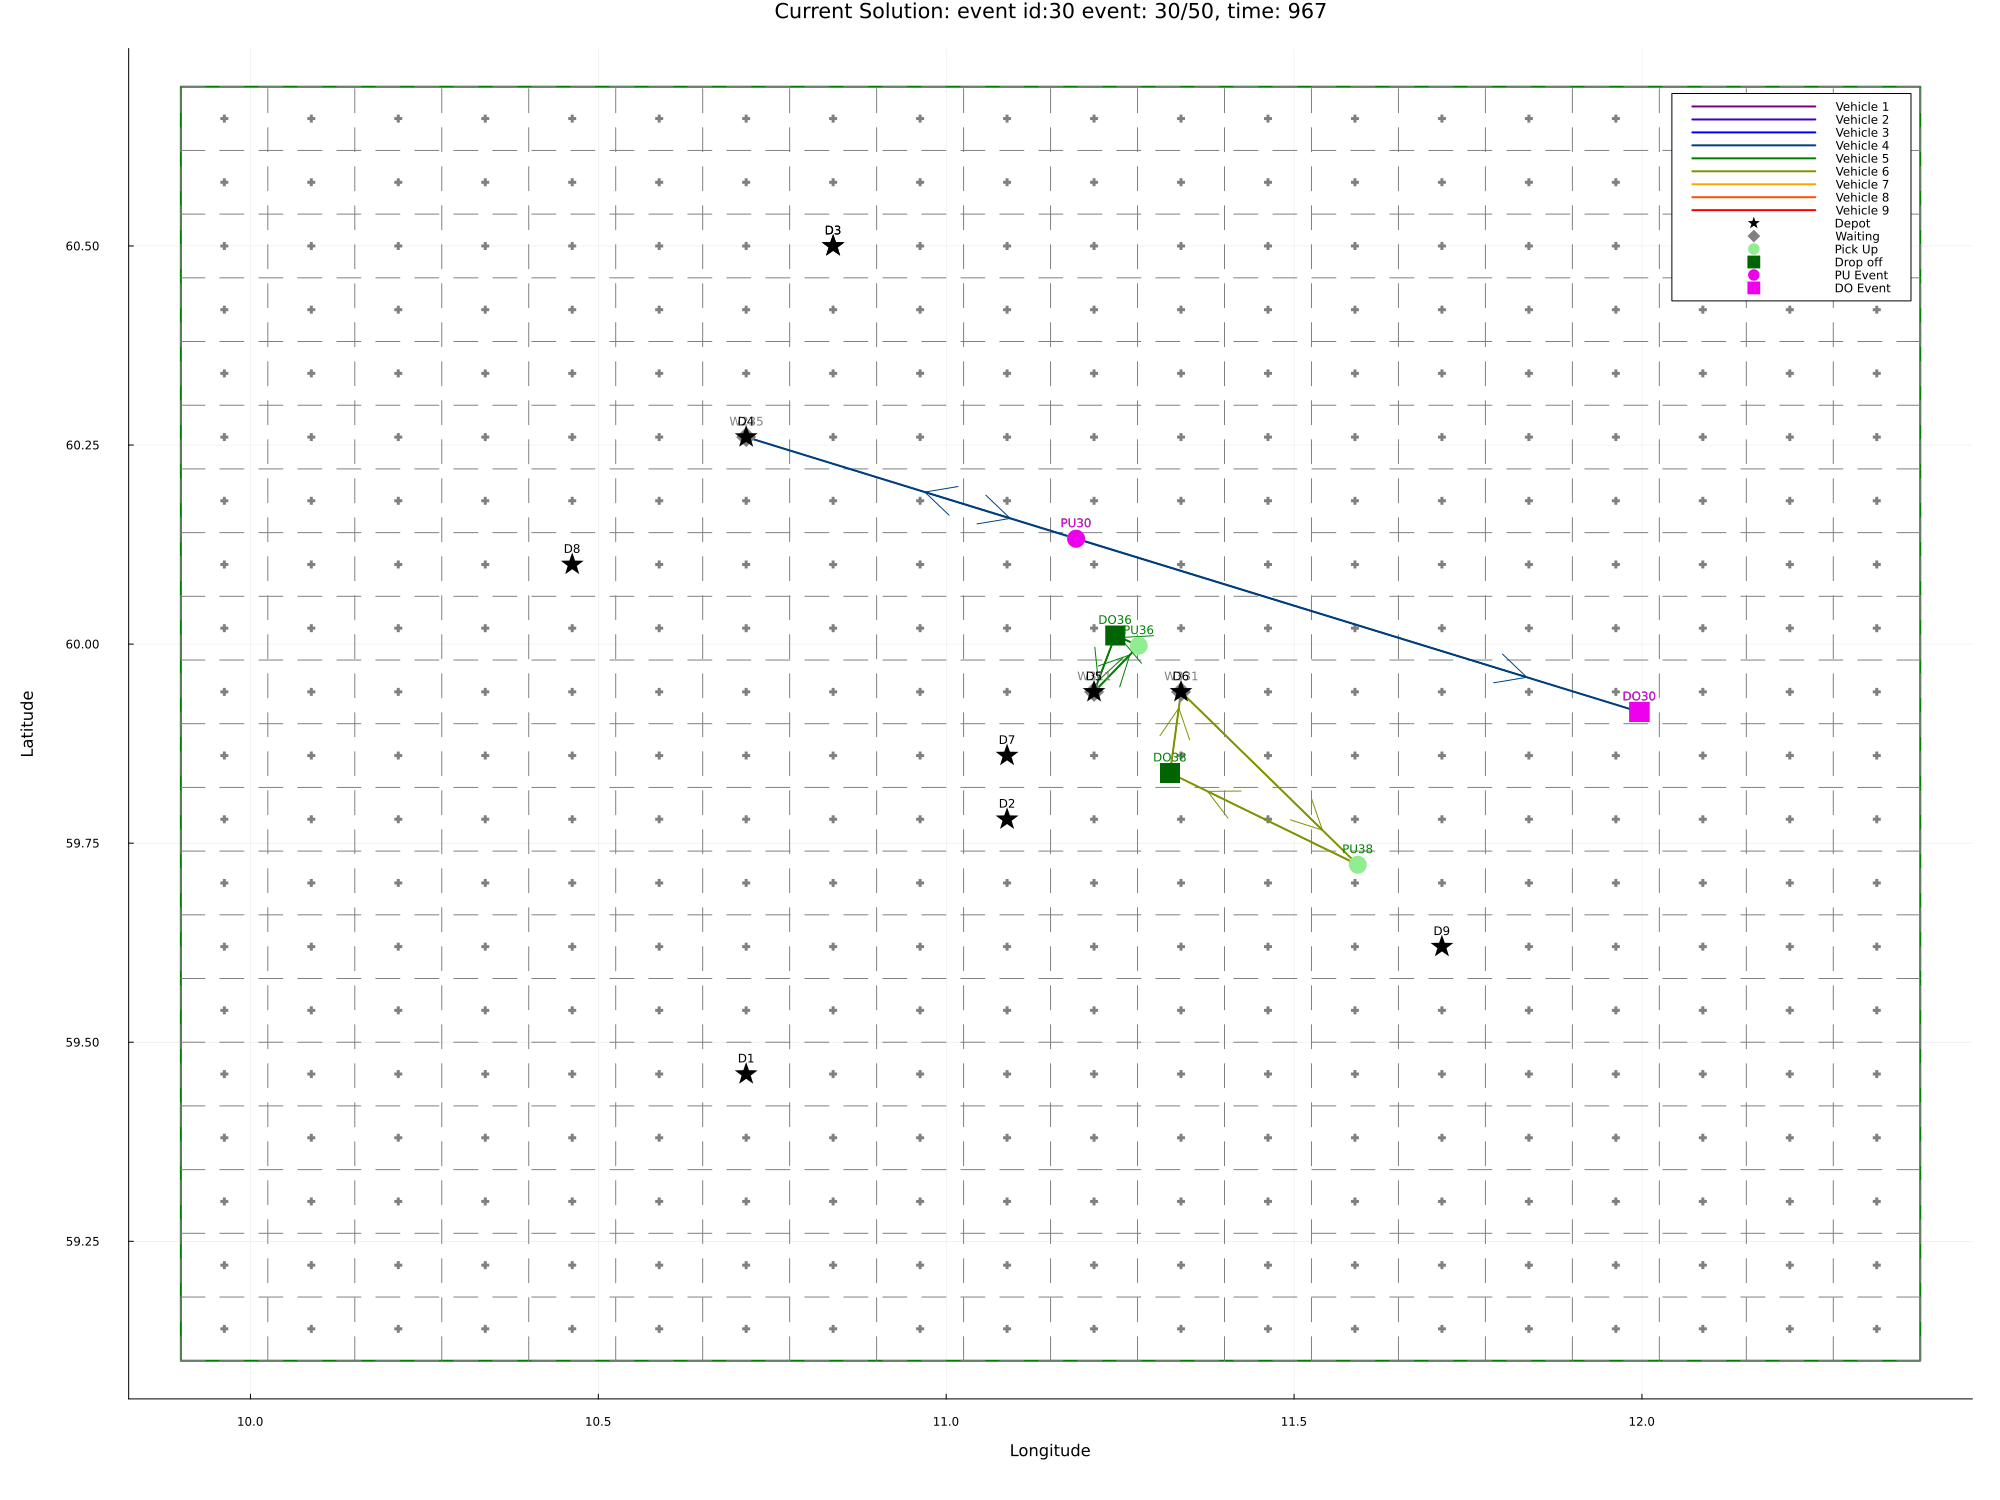 Current Solution: event id:30 event: 30/50, time: 967
Vehicle 1
Vehicle 2
Vehicle 3
Vehicle 4
Vehicle 5
Vehicle 6
Vehicle 7
Vehicle 8
Vehicle 9
Depot
Waiting
Pick Up
Drop off
PU Event
DO Event
D3
60.50
D4
60.25
PU30
D8
DO36
PU36
60.00
D5
D6
DO30
D7
DO38
D2
59.75
PU38
D9
D1
59.50
59.25
10.0
10.5
11.0
11.5
12.0
Longitude
Latitude